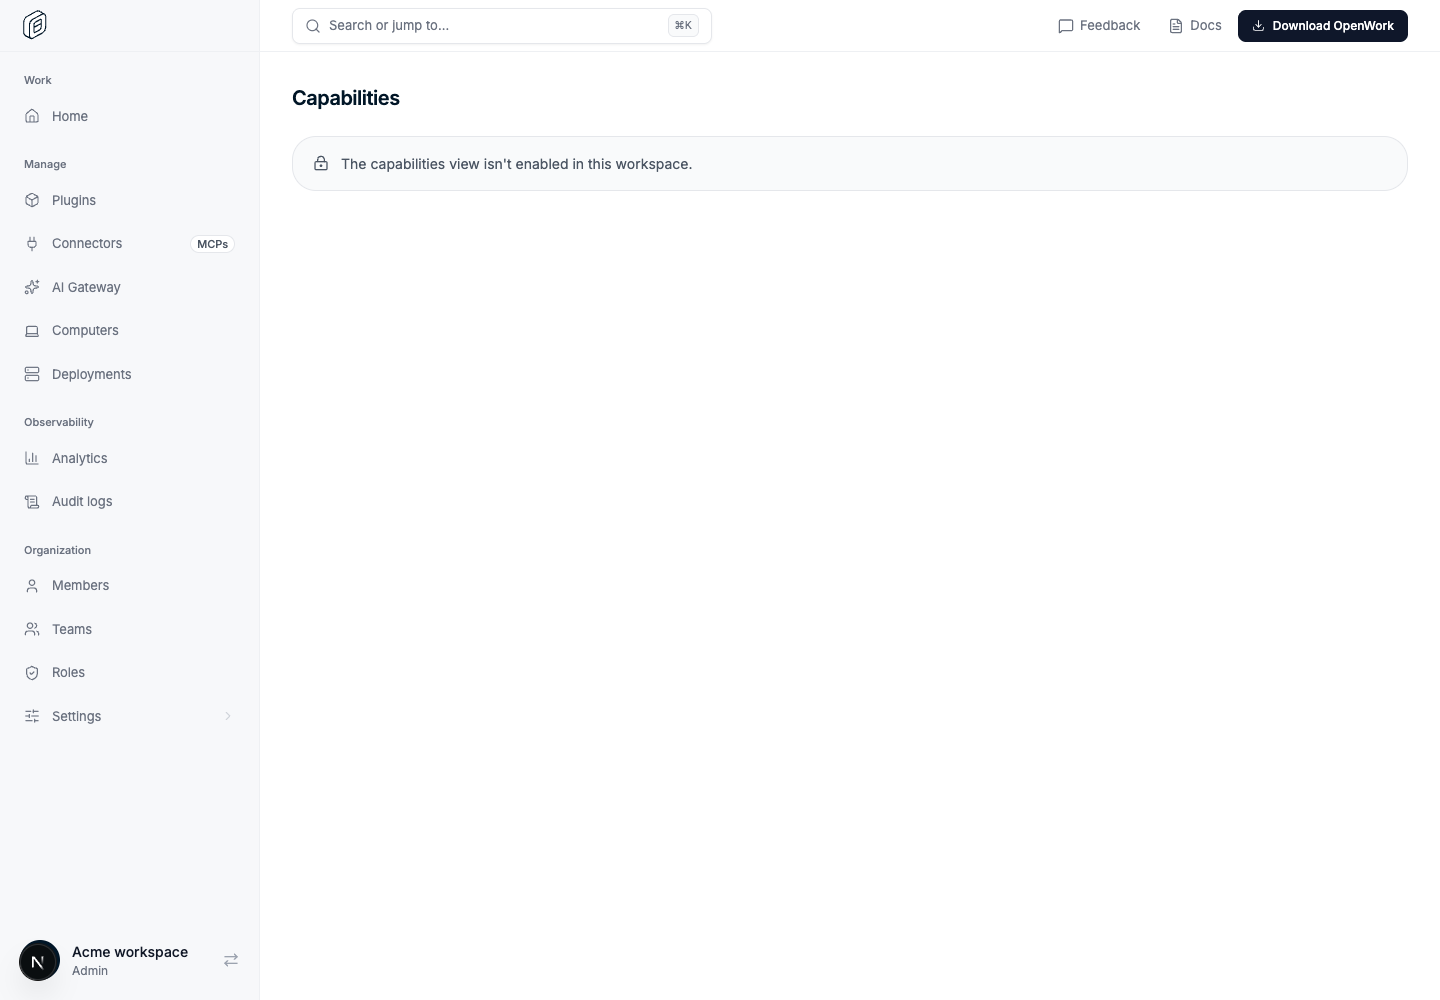 Search or jump to...
⌘K
Feedback
Docs
Download OpenWork
Work
Home
Manage
Plugins
Connectors
MCPs
AI Gateway
Computers
Deployments
Observability
Analytics
Audit logs
Organization
Members
Teams
Roles
Settings
N
Acme workspace
Admin
Capabilities
The capabilities view isn't enabled in this workspace.